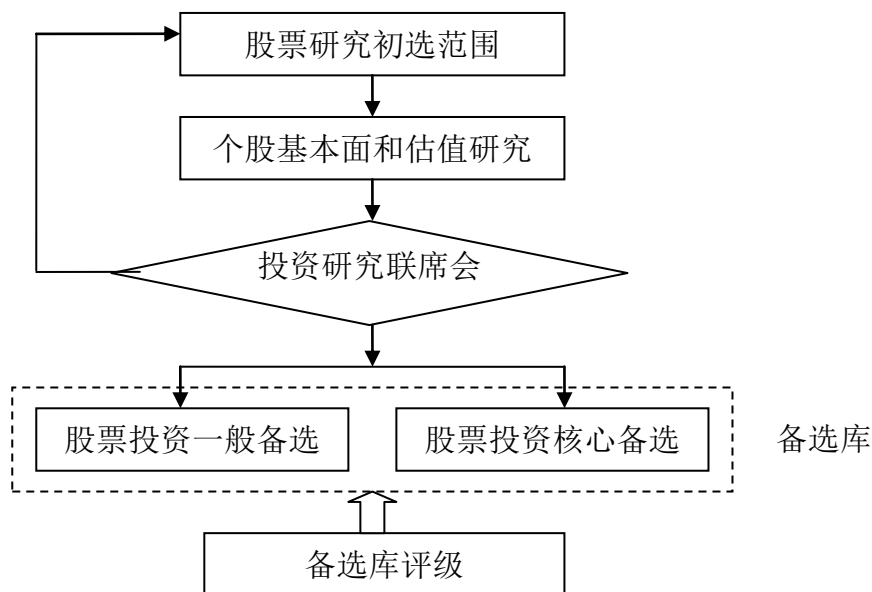 股票研究初选范围
个股基本面和估值研究
投资研究联席会
股票投资一般备选
股票投资核心备选
备选库
备选库评级